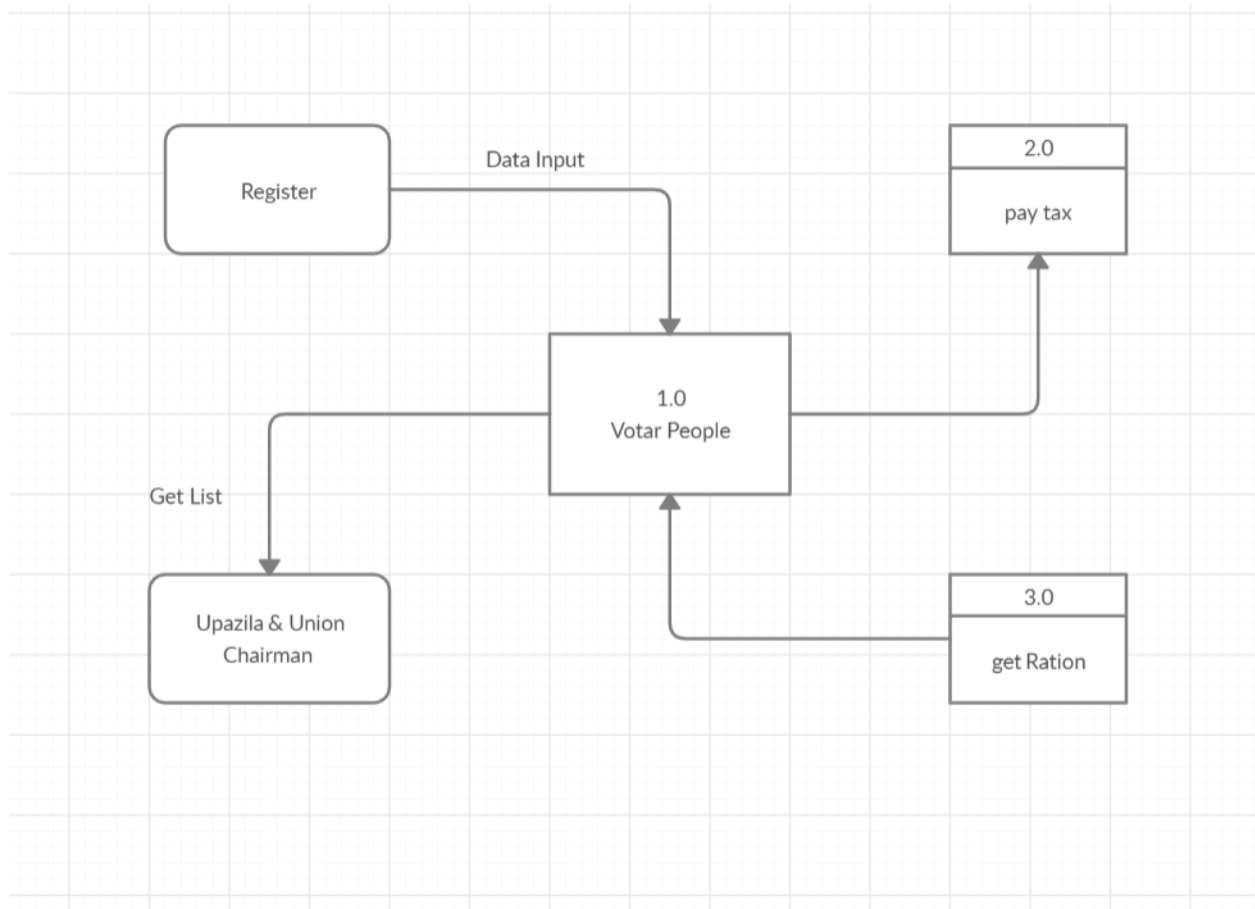 Register
Data Input
2.0
pay tax
1.0
Votar People
Get List
Upazila & Union
Chairman
3.0
get Ration